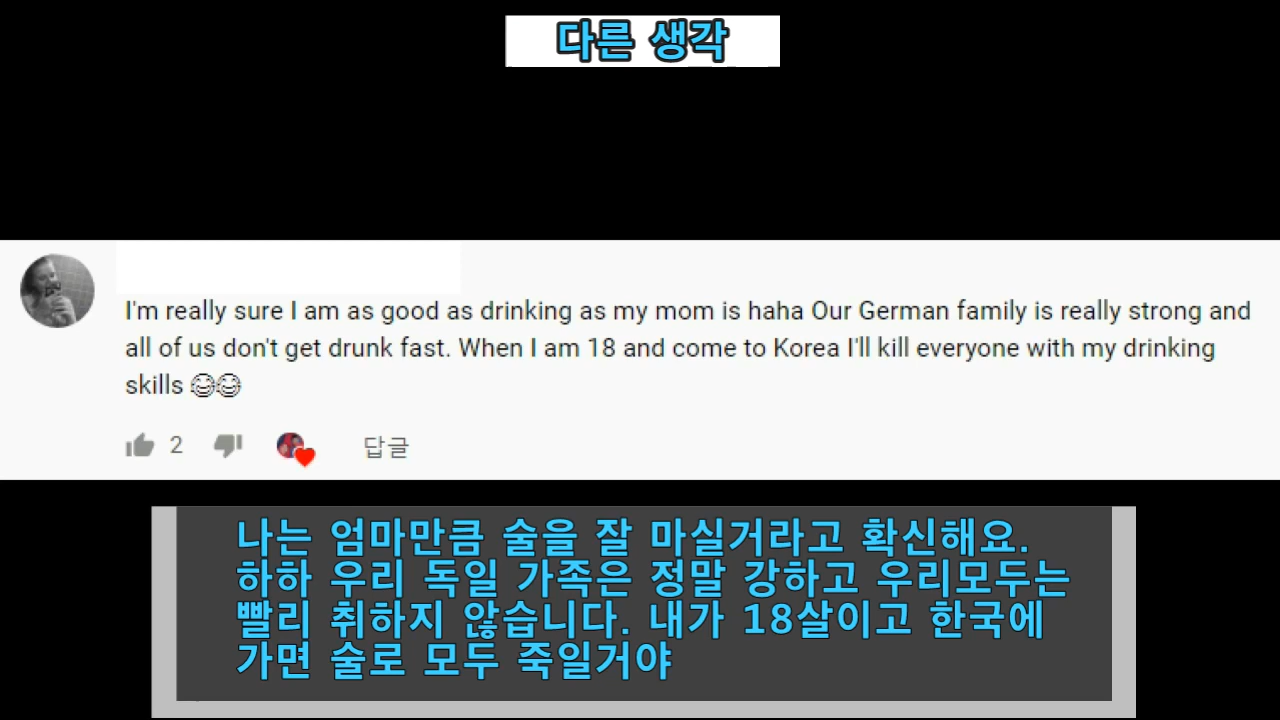 다른 생각
I'm really sure I am as good as drinking as my mom is haha Our German family is really strong and
all of us don't get drunk fast. When I am 18 and come to Korea I'll kill everyone with my drinking
skills 😂😂
2 답글
나는 엄마만큼 술을 잘 마실거라고 확신해요.
하하 우리 독일 가족은 정말 강하고 우리모두는
빨리 취하지 않습니다. 내가 18살이고 한국에
가면 술로 모두 죽일거야